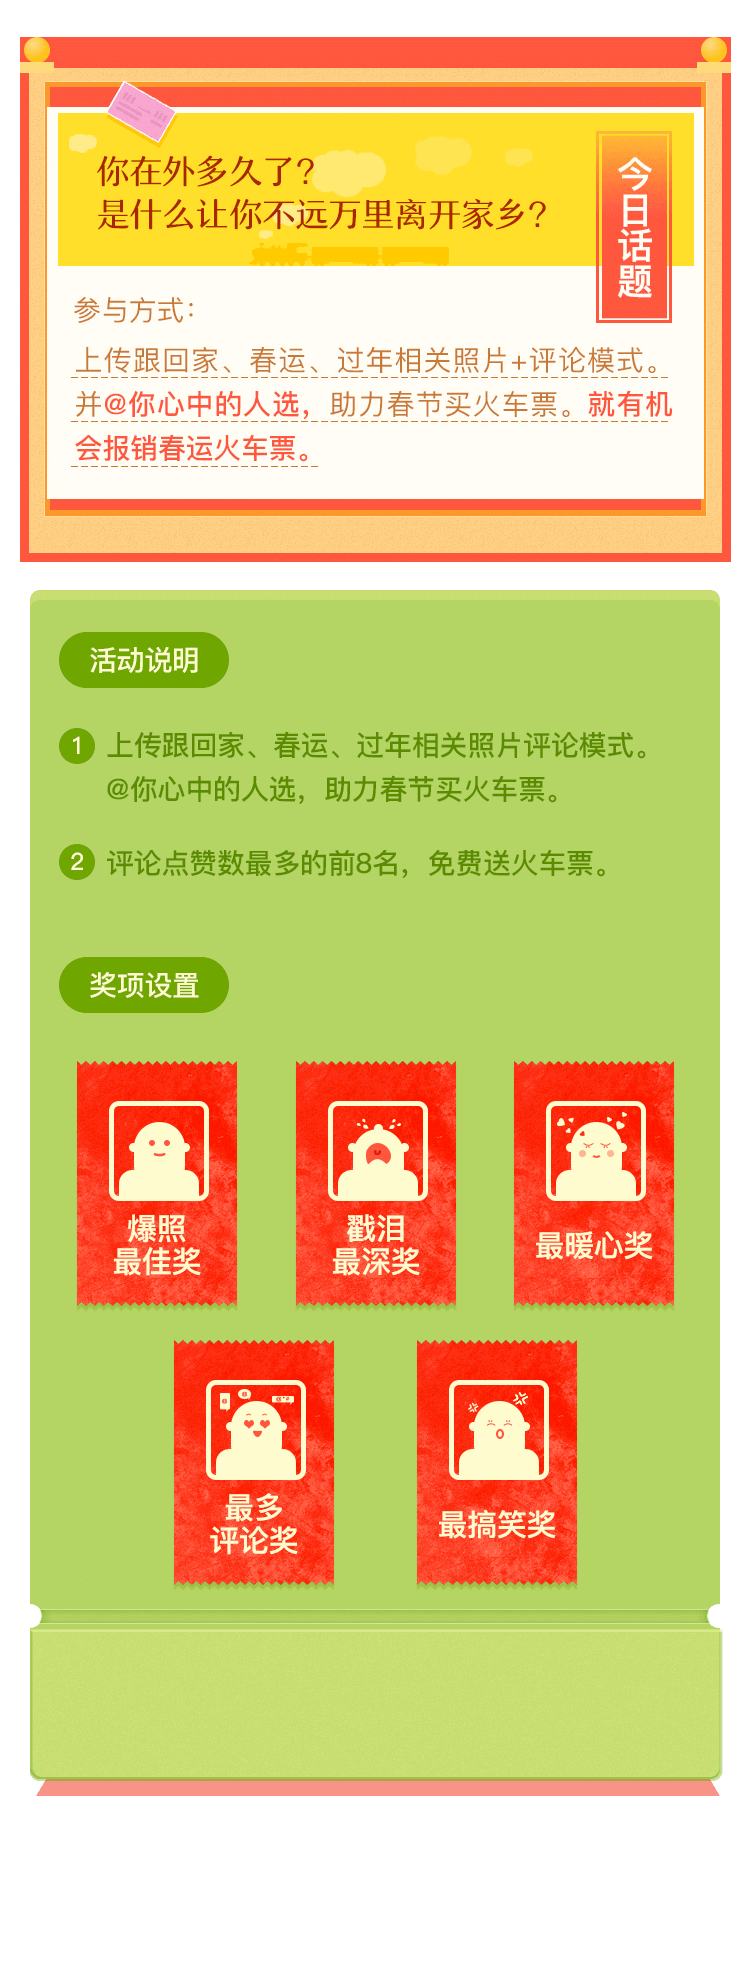 你在外多久了？
是什么让你不远万里离开家乡？
今日话题
参与方式：
上传跟回家、春运、过年相关照片+评论模式。
并@你心中的人选，助力春节买火车票。就有机
会报销春运火车票。
活动说明
1 上传跟回家、春运、过年相关照片评论模式。
@你心中的人选，助力春节买火车票。
2 评论点赞数最多的前8名，免费送火车票。
奖项设置
爆照
最佳奖
戳泪
最深奖
最暖心奖
最多
评论奖
最搞笑奖